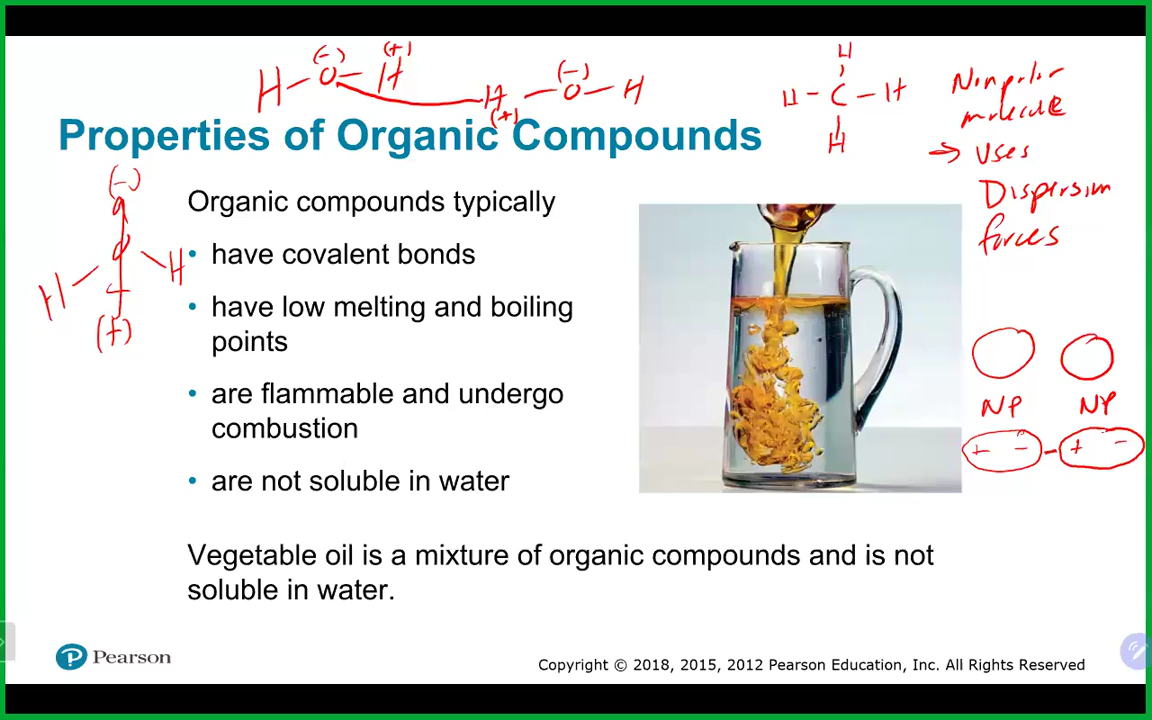 (-) (+)
H - O - H H - O - H
(-)
(+)
H
H - C - H
H
Nonpolar
molecule
→ Uses
Dispersion
forces
Properties of Organic Compounds
(-)
O
H H
(+)
Organic compounds typically
• have covalent bonds
• have low melting and boiling
points
• are flammable and undergo
combustion
• are not soluble in water
NP NP
+ - - + -
Vegetable oil is a mixture of organic compounds and is not
soluble in water.
Pearson
Copyright © 2018, 2015, 2012 Pearson Education, Inc. All Rights Reserved